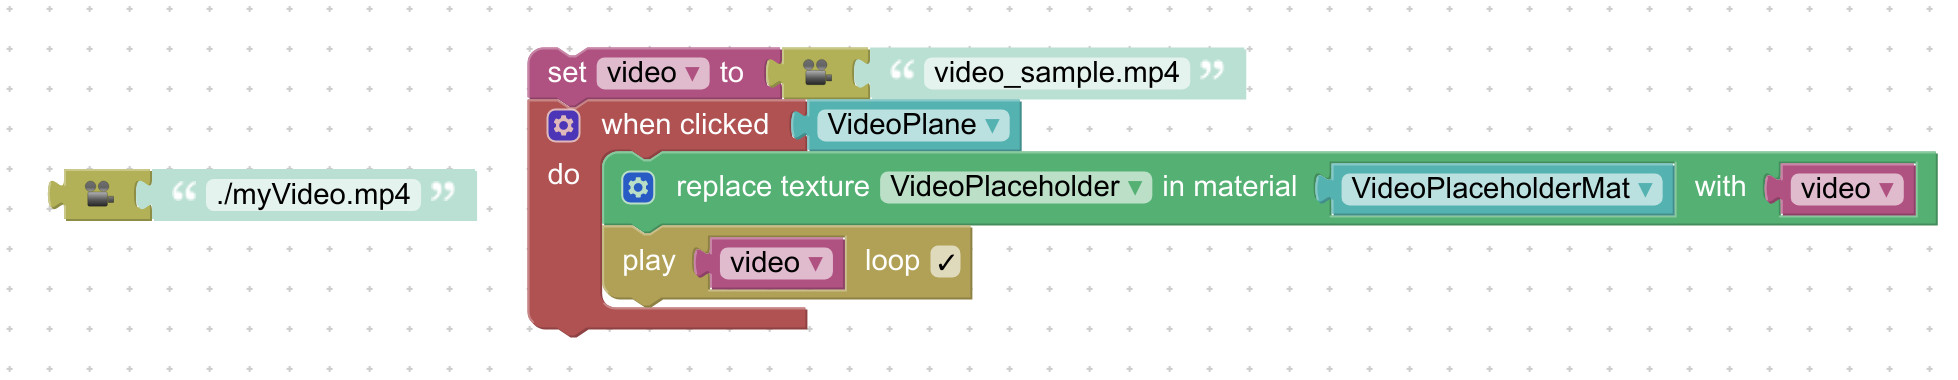 set video ▼ to “ video_sample.mp4 ”
when clicked VideoPlane ▼
do replace texture VideoPlaceholder ▼ in material VideoPlaceholderMat ▼ with video ▼
“ ./myVideo.mp4 ”
play video ▼ loop ✓